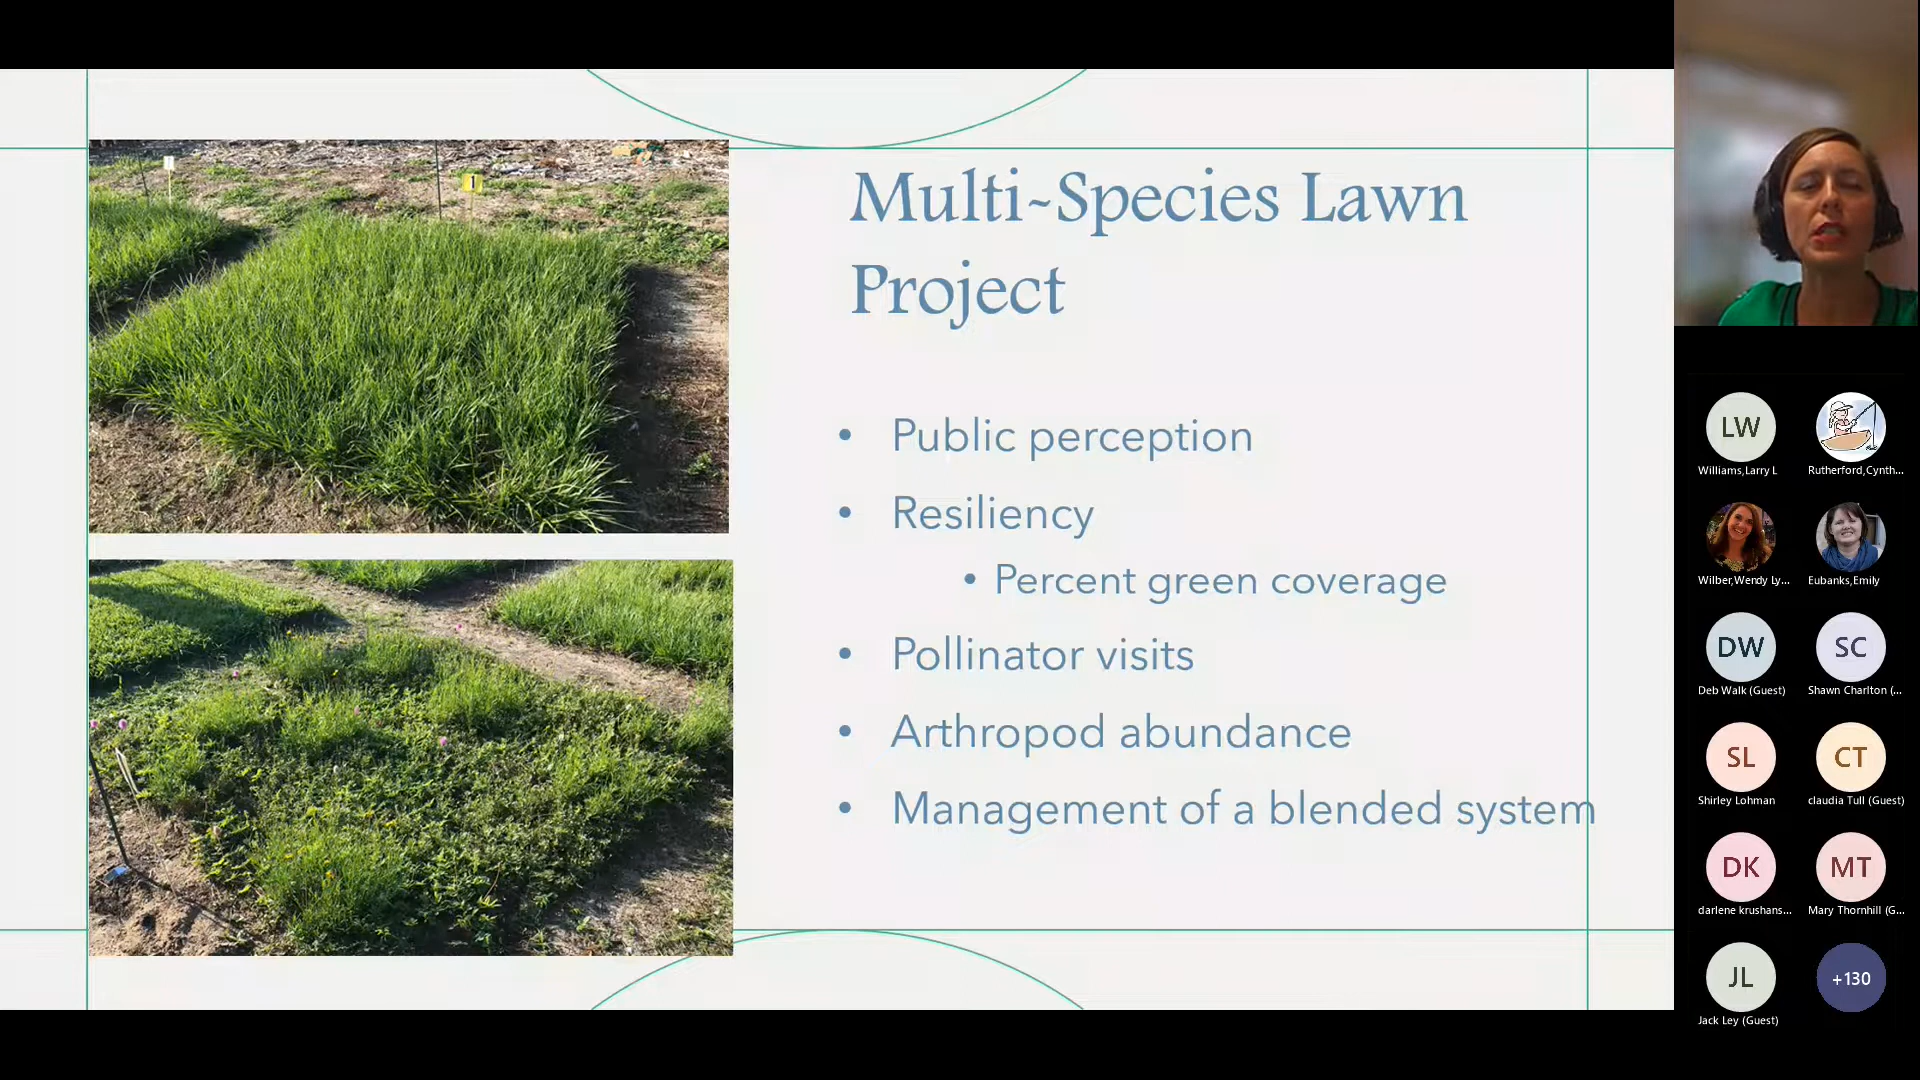 1
Multi-Species Lawn
Project
• Public perception
• Resiliency
• Percent green coverage
• Pollinator visits
• Arthropod abundance
• Management of a blended system
LW
Williams,Larry L
Rutherford,Cynth...
Wilber,Wendy Ly...
Eubanks,Emily
DW
Deb Walk (Guest)
SC
Shawn Charlton (...
SL
Shirley Lohman
CT
claudia Tull (Guest)
DK
darlene krushans...
MT
Mary Thornhill (G...
JL
Jack Ley (Guest)
+130